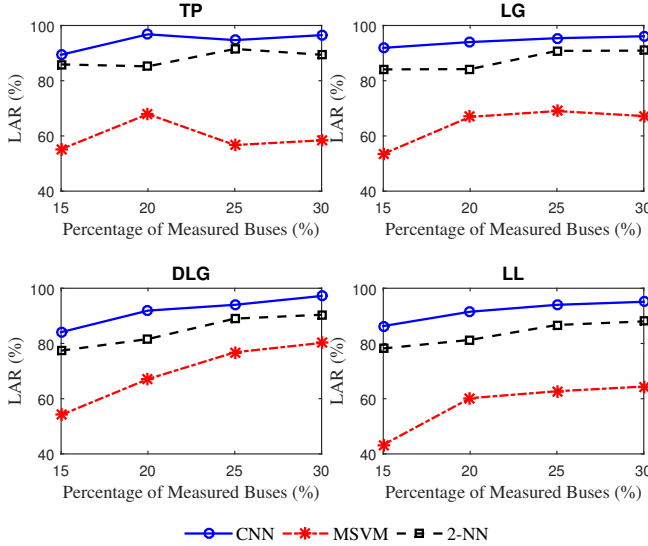 TP
LG
100
80
60
40
LAR (%)
15 20 25 30
Percentage of Measured Buses (%)
100
80
60
40
LAR (%)
15 20 25 30
Percentage of Measured Buses (%)
DLG
LL
100
80
60
40
LAR (%)
15 20 25 30
Percentage of Measured Buses (%)
100
80
60
40
LAR (%)
15 20 25 30
Percentage of Measured Buses (%)
CNN MSVM 2-NN